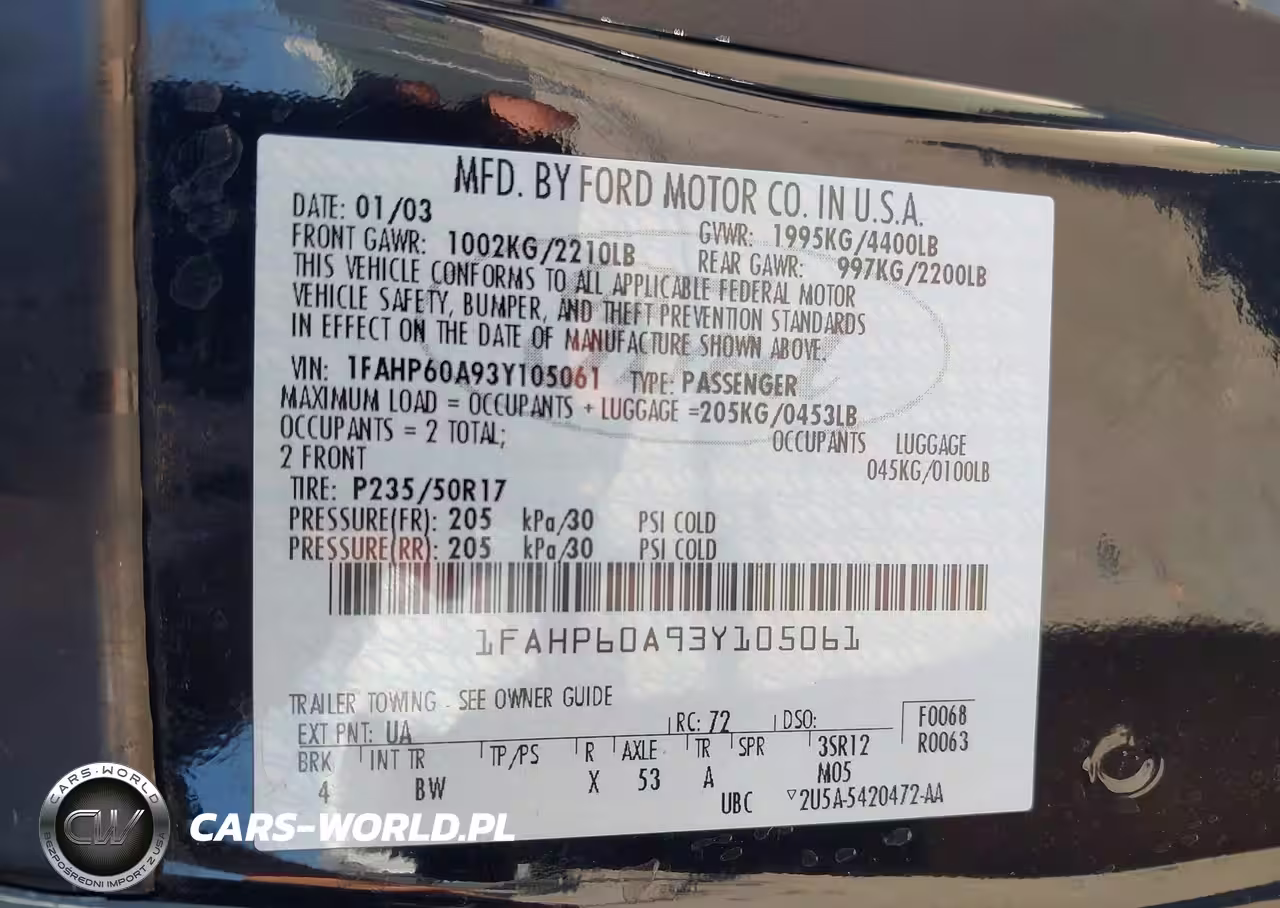 MFD. BY FORD MOTOR CO. IN U.S.A.
DATE: 01/03 GVWR: 1995KG/4400LB
FRONT GAWR: 1002KG/2210LB REAR GAWR: 997KG/2200LB
THIS VEHICLE CONFORMS TO ALL APPLICABLE FEDERAL MOTOR
VEHICLE SAFETY, BUMPER, AND THEFT PREVENTION STANDARDS
IN EFFECT ON THE DATE OF MANUFACTURE SHOWN ABOVE.
VIN: 1FAHP60A93Y105061 TYPE: PASSENGER
MAXIMUM LOAD = OCCUPANTS + LUGGAGE =205KG/0453LB
OCCUPANTS = 2 TOTAL; OCCUPANTS LUGGAGE
2 FRONT 045KG/0100LB
TIRE: P235/50R17
PRESSURE(FR): 205 kPa/30 PSI COLD
PRESSURE(RR): 205 kPa/30 PSI COLD
1FAHP60A93Y105061
TRAILER TOWING - SEE OWNER GUIDE
EXT PNT: UA RC: 72 DSO: F0068
R0063
BRK INT TR TP/PS R AXLE TR SPR 3SR12
4 BW X 53 A M05
UBC ▽2U5A-5420472-AA
CARS-WORLD
CW
BEZPOŚREDNI IMPORT Z USA
CARS-WORLD.PL